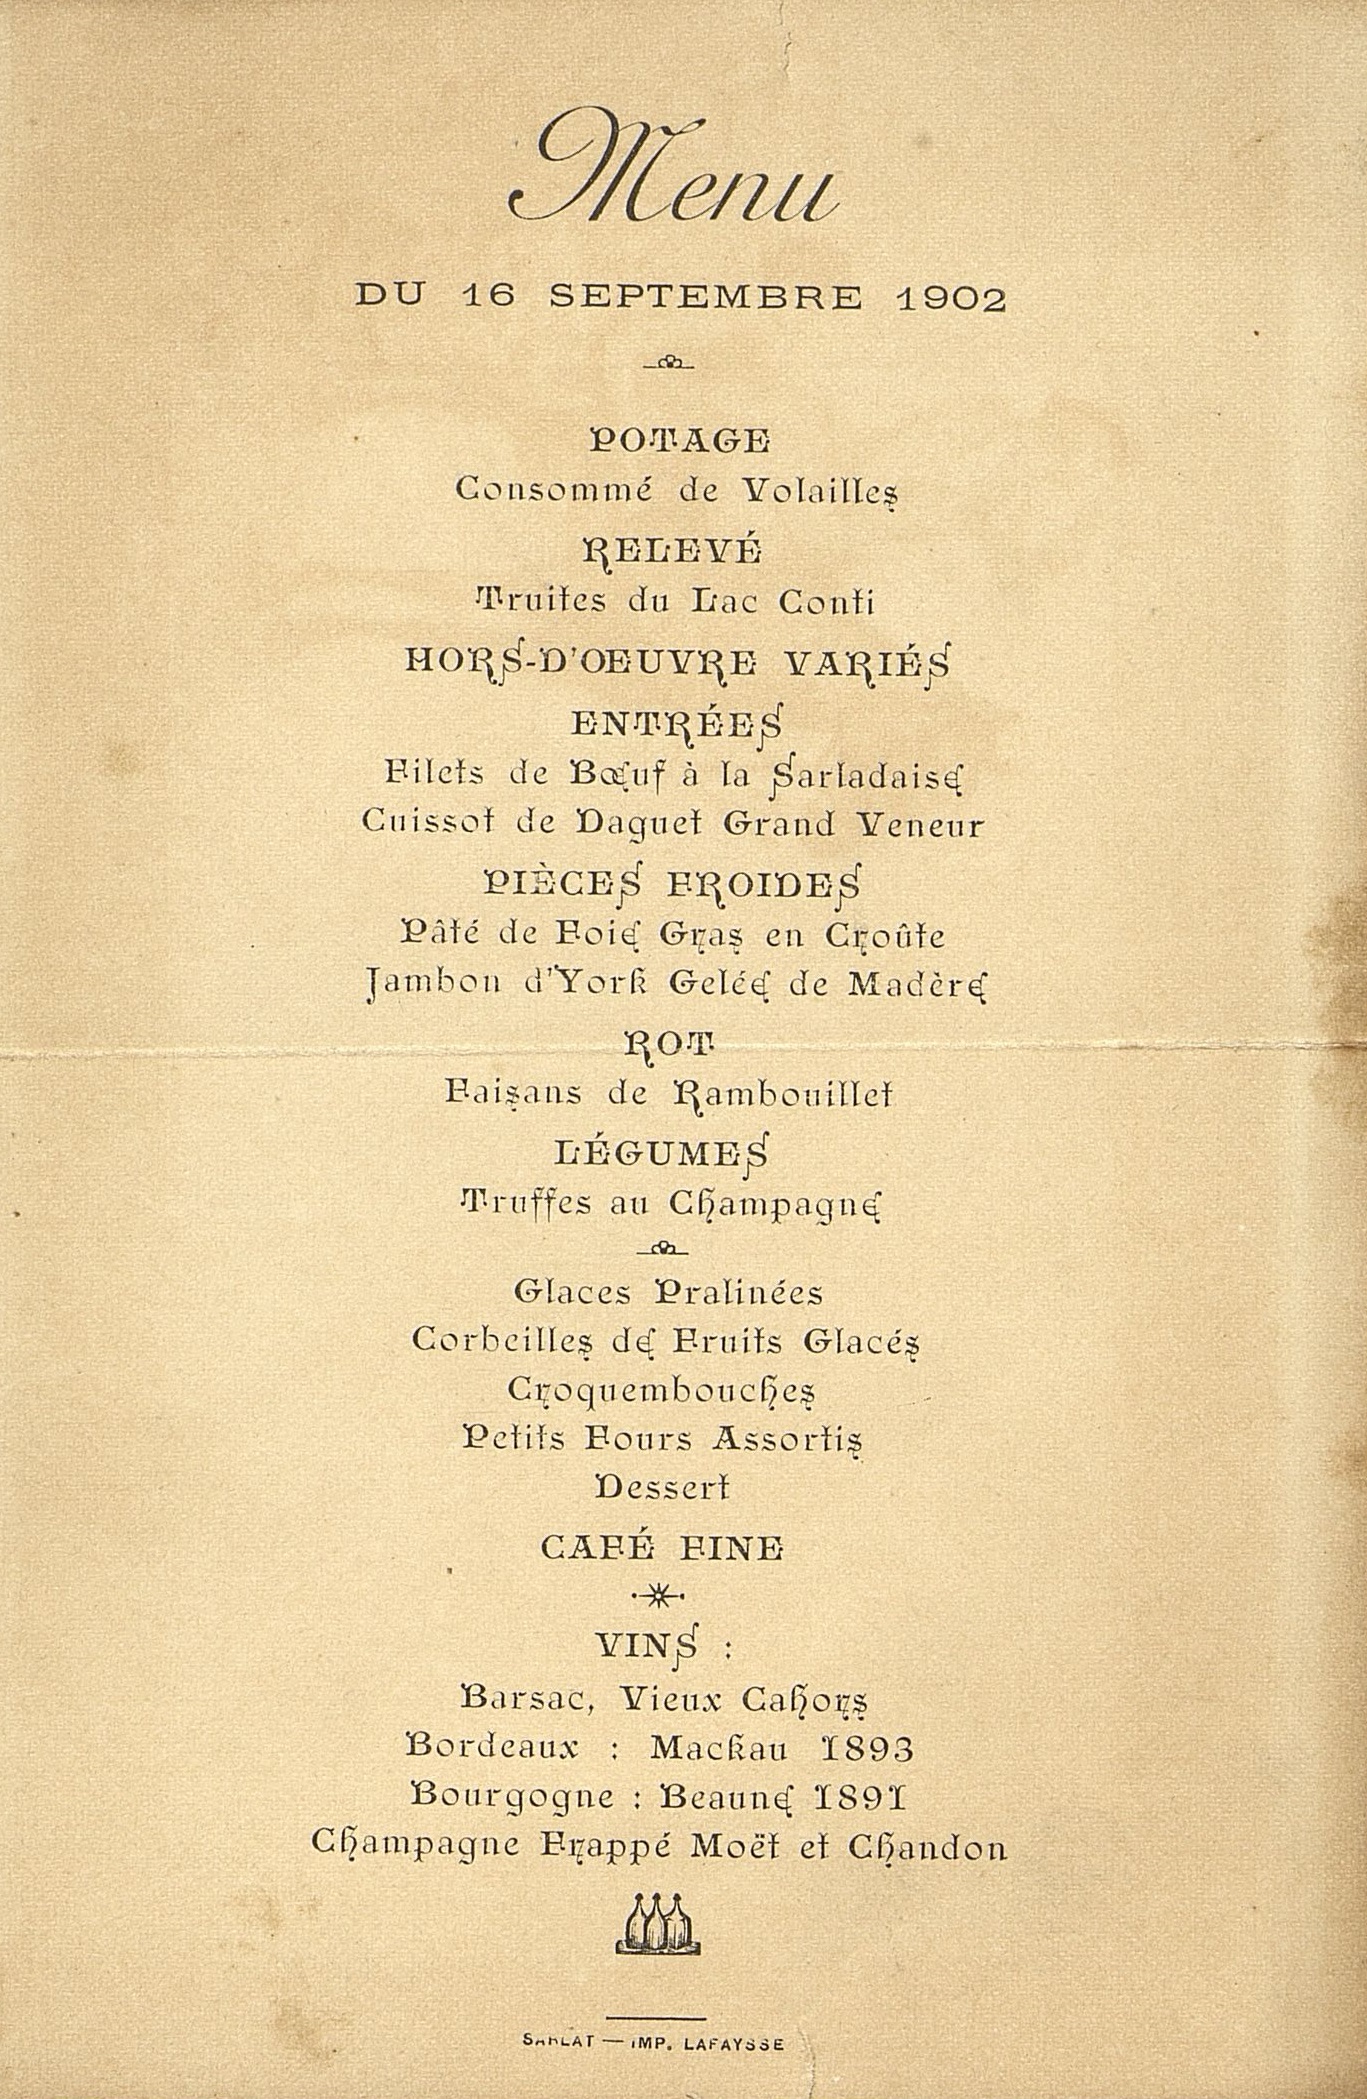 Menu
DU 16 SEPTEMBRE 1902
POTAGE
Consommé de Volailles
RELEVÉ
Truites du Lac Conti
HORS-D'OEUVRE VARIÉS
ENTRÉES
Filets de Bœuf à la Sarladaise
Cuissot de Daguet Grand Veneur
PIÈCES FROIDES
Pâté de Foie Gras en Croûte
Jambon d'York Gelée de Madère
ROT
Faisans de Rambouillet
LÉGUMES
Truffes au Champagne
Glaces Pralinées
Corbeilles de Fruits Glacés
Croquembouches
Petits Fours Assortis
Dessert
CAFÉ FINE
VINS :
Barsac, Vieux Cahors
Bordeaux : Mackau 1893
Bourgogne : Beaune 1891
Champagne Frappé Moët et Chandon
SARLAT — IMP. LAFAYSSE